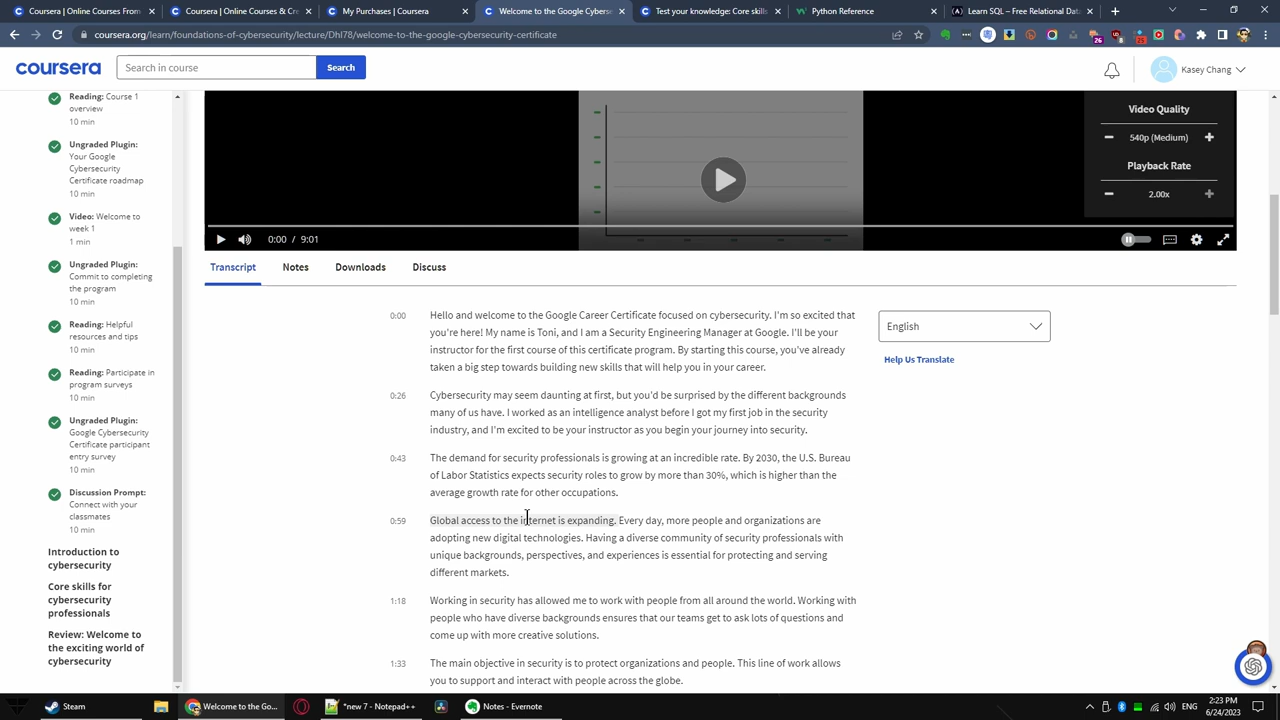 Coursera | Online Courses & Cr
Coursera | Online Courses & Cre
My Purchases | Coursera
Welcome to the Google Cyberse
Test your knowledge: Core skills
Python Reference
Learn SQL – Free Relational Data
coursera.org/learn/foundations-of-cybersecurity/lecture/Dhl78/welcome-to-the-google-cybersecurity-certificate
coursera
Search in course
Search
Kasey Chang
Reading: Course 1
overview
10 min
Ungraded Plugin:
Your Google
Cybersecurity
Certificate roadmap
10 min
Video: Welcome to
week 1
1 min
Ungraded Plugin:
Commit to completing
the program
10 min
Reading: Helpful
resources and tips
10 min
Reading: Participate in
program surveys
10 min
Ungraded Plugin:
Google Cybersecurity
Certificate participant
entry survey
10 min
Discussion Prompt:
Connect with your
classmates
10 min
Introduction to
cybersecurity
Core skills for
cybersecurity
professionals
Review: Welcome to
the exciting world of
cybersecurity
Video Quality
540p (Medium)
Playback Rate
2.00x
0:00 / 9:01
Transcript
Notes
Downloads
Discuss
English
Help Us Translate
0:00
Hello and welcome to the Google Career Certificate focused on cybersecurity. I'm so excited that
you're here! My name is Toni, and I am a Security Engineering Manager at Google. I'll be your
instructor for the first course of this certificate program. By starting this course, you've already
taken a big step towards building new skills that will help you in your career.
0:26
Cybersecurity may seem daunting at first, but you'd be surprised by the different backgrounds
many of us have. I worked as an intelligence analyst before I got my first job in the security
industry, and I'm excited to be your instructor as you begin your journey into security.
0:43
The demand for security professionals is growing at an incredible rate. By 2030, the U.S. Bureau
of Labor Statistics expects security roles to grow by more than 30%, which is higher than the
average growth rate for other occupations.
0:59
Global access to the internet is expanding. Every day, more people and organizations are
adopting new digital technologies. Having a diverse community of security professionals with
unique backgrounds, perspectives, and experiences is essential for protecting and serving
different markets.
1:18
Working in security has allowed me to work with people from all around the world. Working with
people who have diverse backgrounds ensures that our teams get to ask lots of questions and
come up with more creative solutions.
1:33
The main objective in security is to protect organizations and people. This line of work allows
you to support and interact with people across the globe.
Steam
Welcome to the Go...
*new 7 - Notepad++
Notes - Evernote
ENG
2:23 PM
6/24/2023